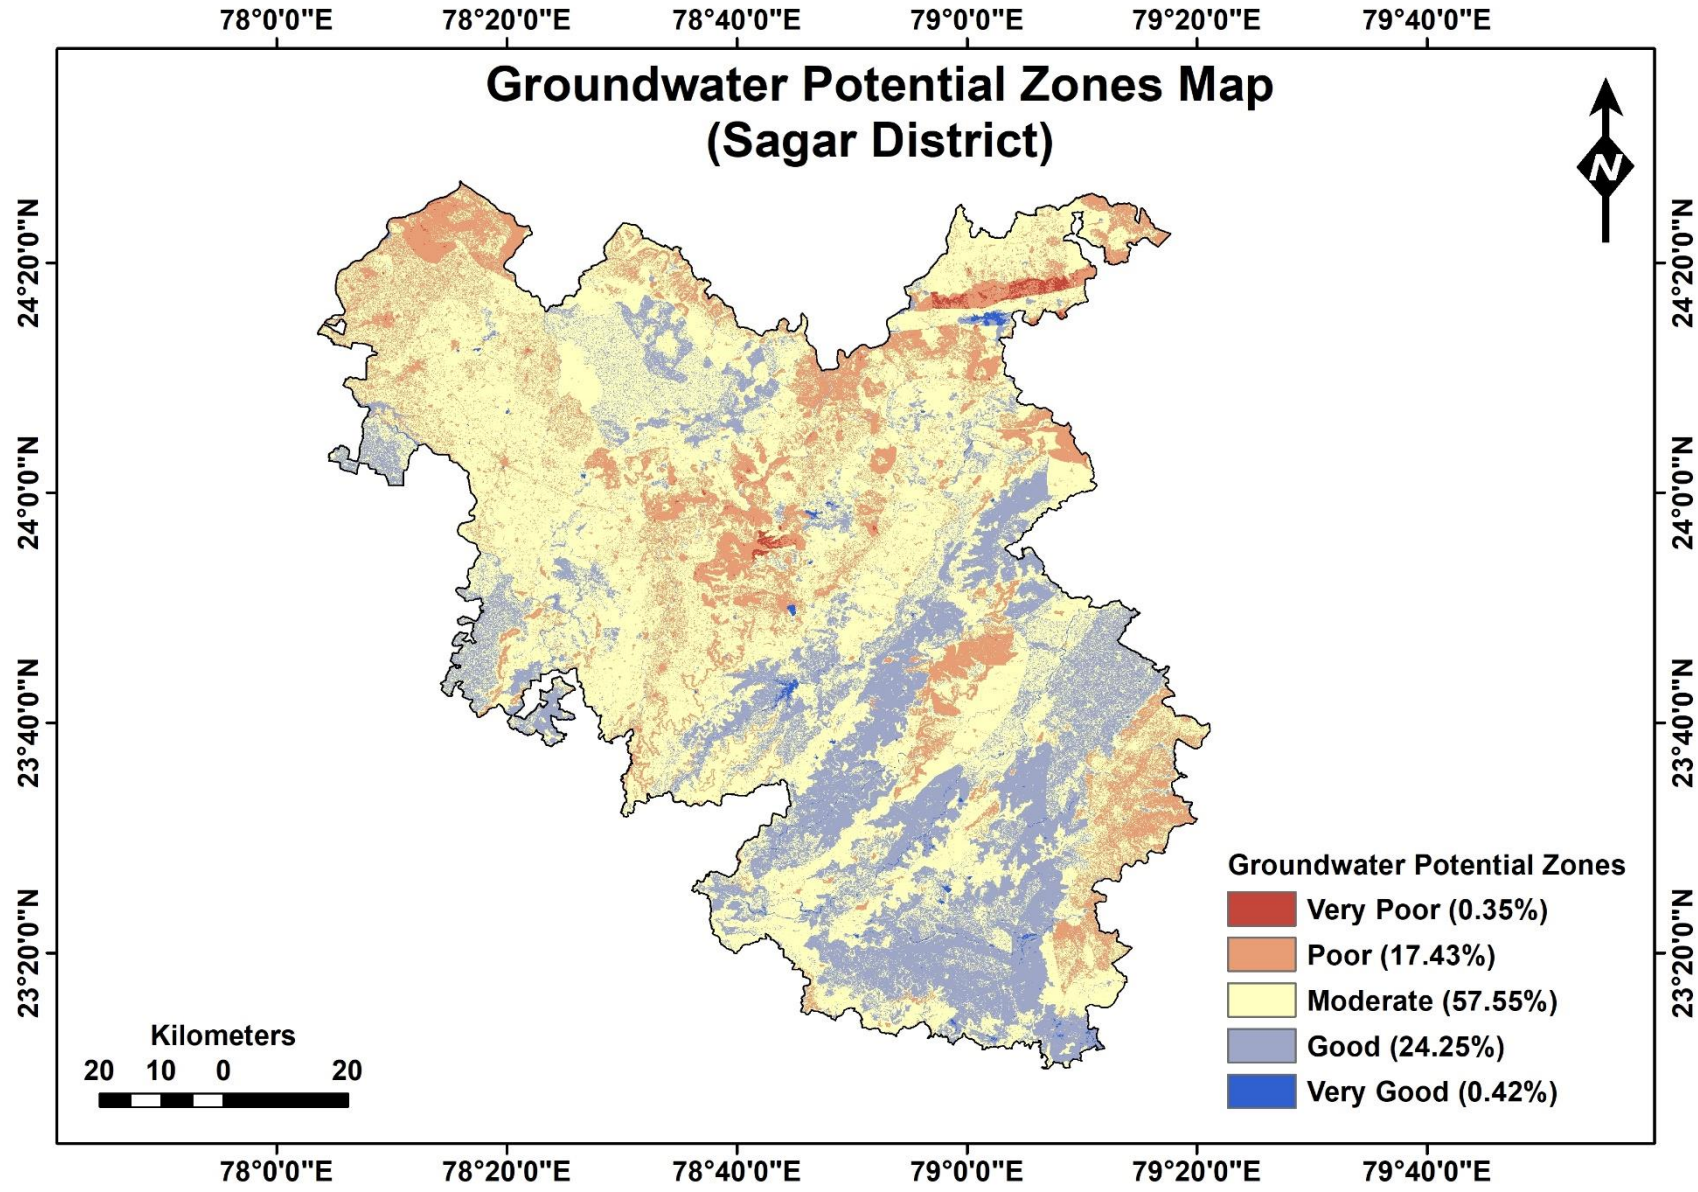 78°0'0"E 78°20'0"E 78°40'0"E 79°0'0"E 79°20'0"E 79°40'0"E
Groundwater Potential Zones Map
(Sagar District)
N
24°20'0"N
24°0'0"N
23°40'0"N
23°20'0"N
24°20'0"N
24°0'0"N
23°40'0"N
23°20'0"N
Groundwater Potential Zones
Very Poor (0.35%)
Poor (17.43%)
Moderate (57.55%)
Good (24.25%)
Very Good (0.42%)
Kilometers
20 10 0 20
78°0'0"E 78°20'0"E 78°40'0"E 79°0'0"E 79°20'0"E 79°40'0"E